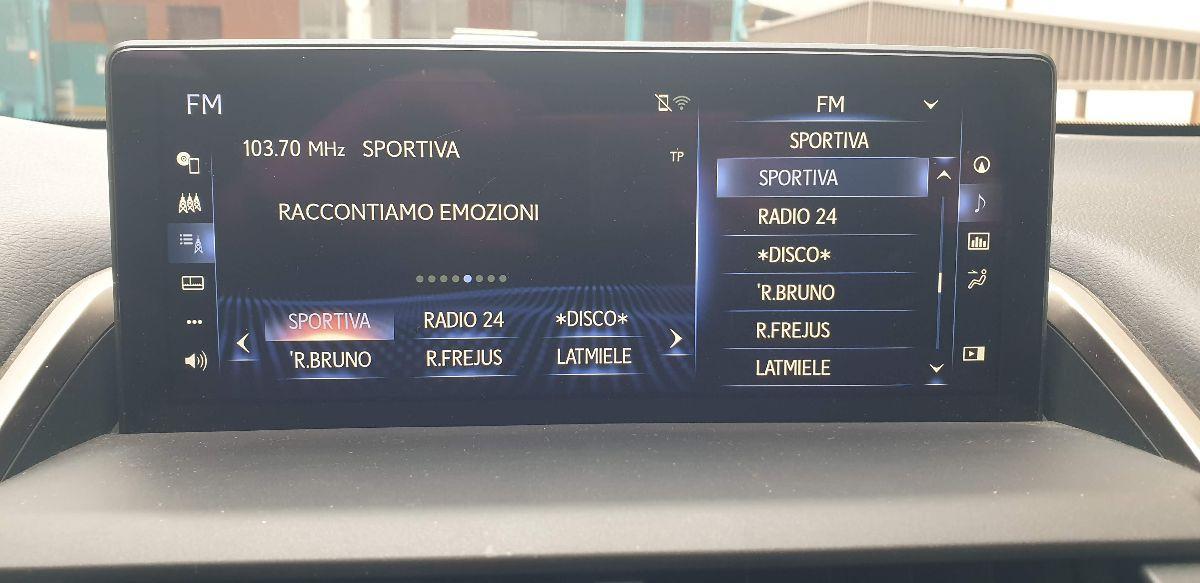 FM
103.70 MHz SPORTIVA
TP
RACCONTIAMO EMOZIONI
SPORTIVA RADIO 24 *DISCO*
'R.BRUNO R.FREJUS LATMIELE
FM
SPORTIVA
SPORTIVA
RADIO 24
*DISCO*
'R.BRUNO
R.FREJUS
LATMIELE